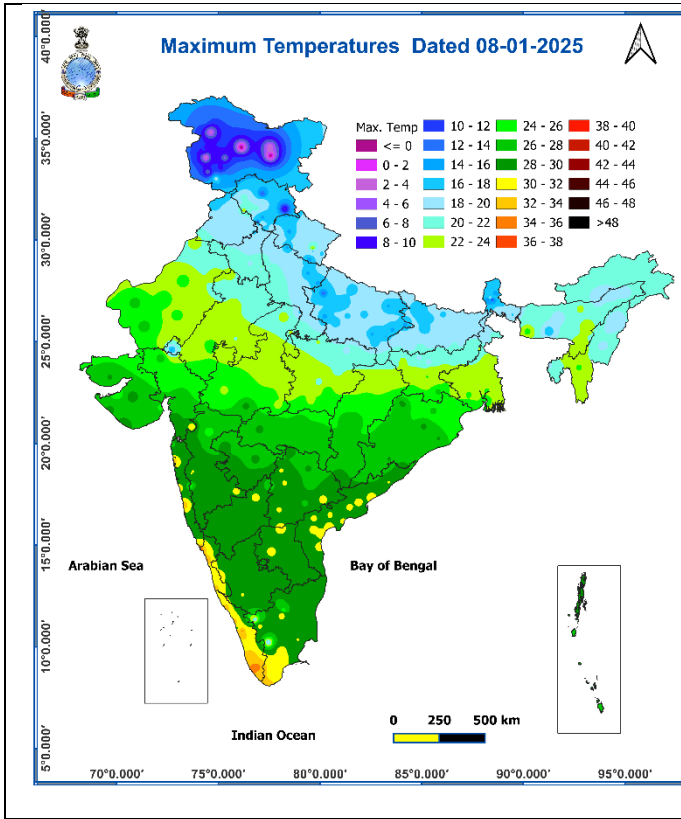 Maximum Temperatures Dated 08-01-2025
Max. Temp
<= 0
0 - 2
2 - 4
4 - 6
6 - 8
8 - 10
10 - 12
12 - 14
14 - 16
16 - 18
18 - 20
20 - 22
22 - 24
24 - 26
26 - 28
28 - 30
30 - 32
32 - 34
34 - 36
36 - 38
38 - 40
40 - 42
42 - 44
44 - 46
46 - 48
>48
40°0.000'
35°0.000'
30°0.000'
25°0.000'
20°0.000'
15°0.000'
10°0.000'
5°0.000'
Arabian Sea
Bay of Bengal
Indian Ocean
0 250 500 km
70°0.000' 75°0.000' 80°0.000' 85°0.000' 90°0.000' 95°0.000'